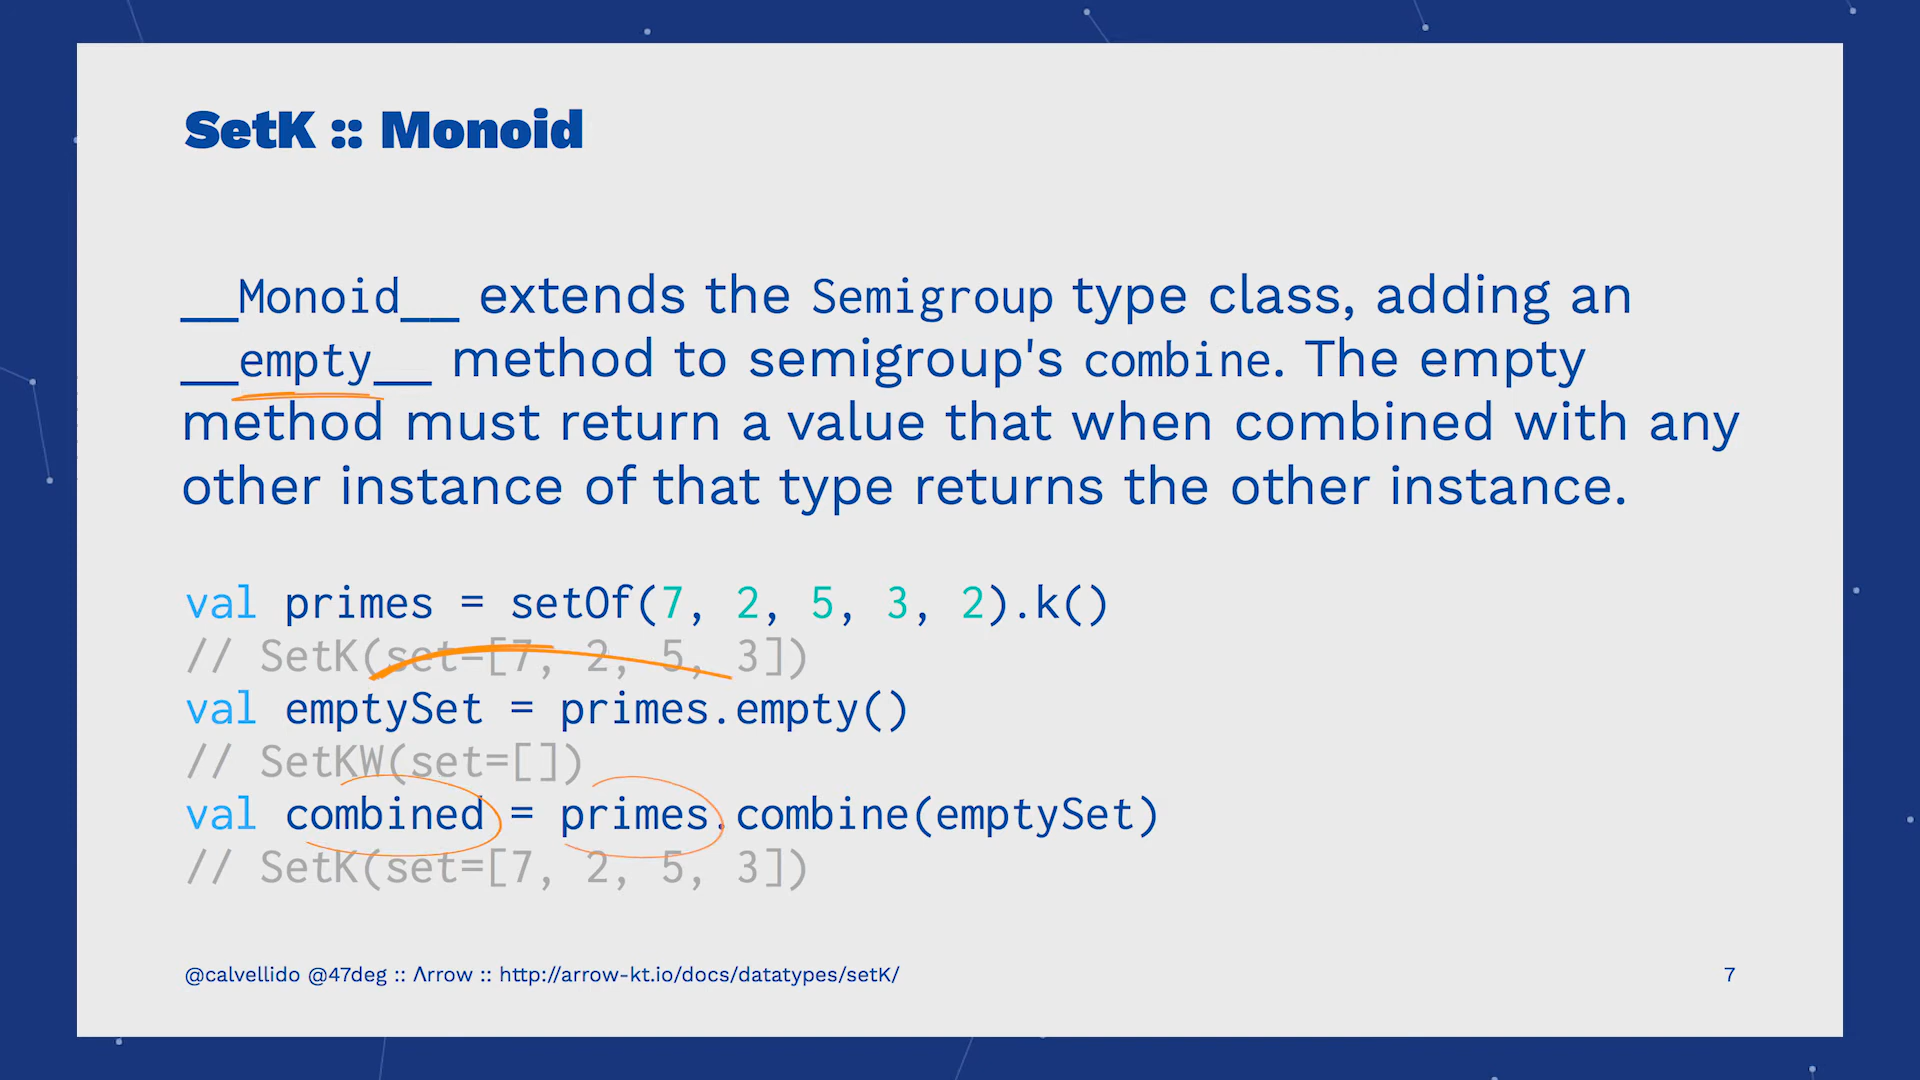 SetK :: Monoid
__Monoid__ extends the Semigroup type class, adding an
__empty__ method to semigroup's combine. The empty
method must return a value that when combined with any
other instance of that type returns the other instance.
val primes = setOf(7, 2, 5, 3, 2).k()
// SetK(set=[7, 2, 5, 3])
val emptySet = primes.empty()
// SetKW(set=[])
val combined = primes.combine(emptySet)
// SetK(set=[7, 2, 5, 3])
@calvellido @47deg :: Λrrow :: http://arrow-kt.io/docs/datatypes/setK/
7